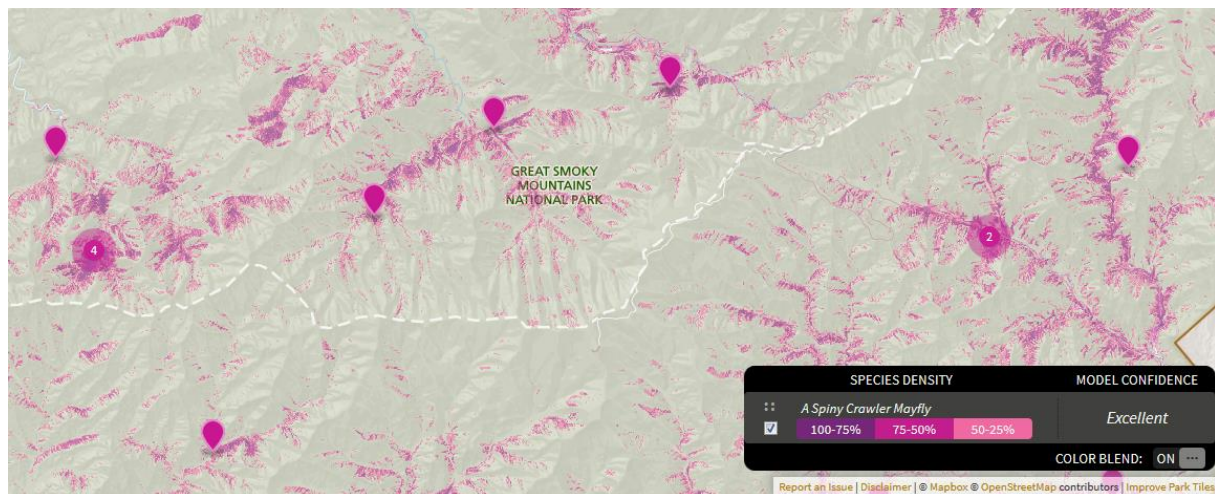 GREAT SMOKY
MOUNTAINS
NATIONAL PARK
4
2
SPECIES DENSITY MODEL CONFIDENCE
A Spiny Crawler Mayfly
100-75% 75-50% 50-25%
Excellent
COLOR BLEND: ON ...
Report an Issue | Disclaimer | © Mapbox © OpenStreetMap contributors | Improve Park Tiles